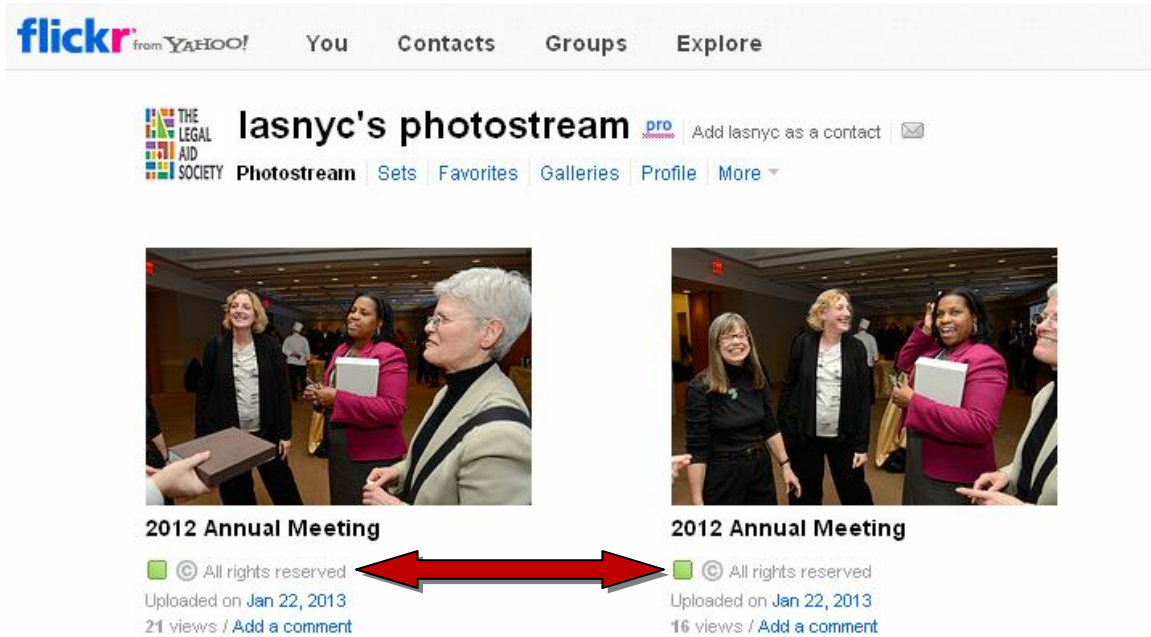 flickr from YAHOO! You Contacts Groups Explore
THE LEGAL AID SOCIETY
lasnyc's photostream pro Add lasnyc as a contact
Photostream Sets Favorites Galleries Profile More
2012 Annual Meeting
© All rights reserved
Uploaded on Jan 22, 2013
21 views / Add a comment
2012 Annual Meeting
© All rights reserved
Uploaded on Jan 22, 2013
16 views / Add a comment